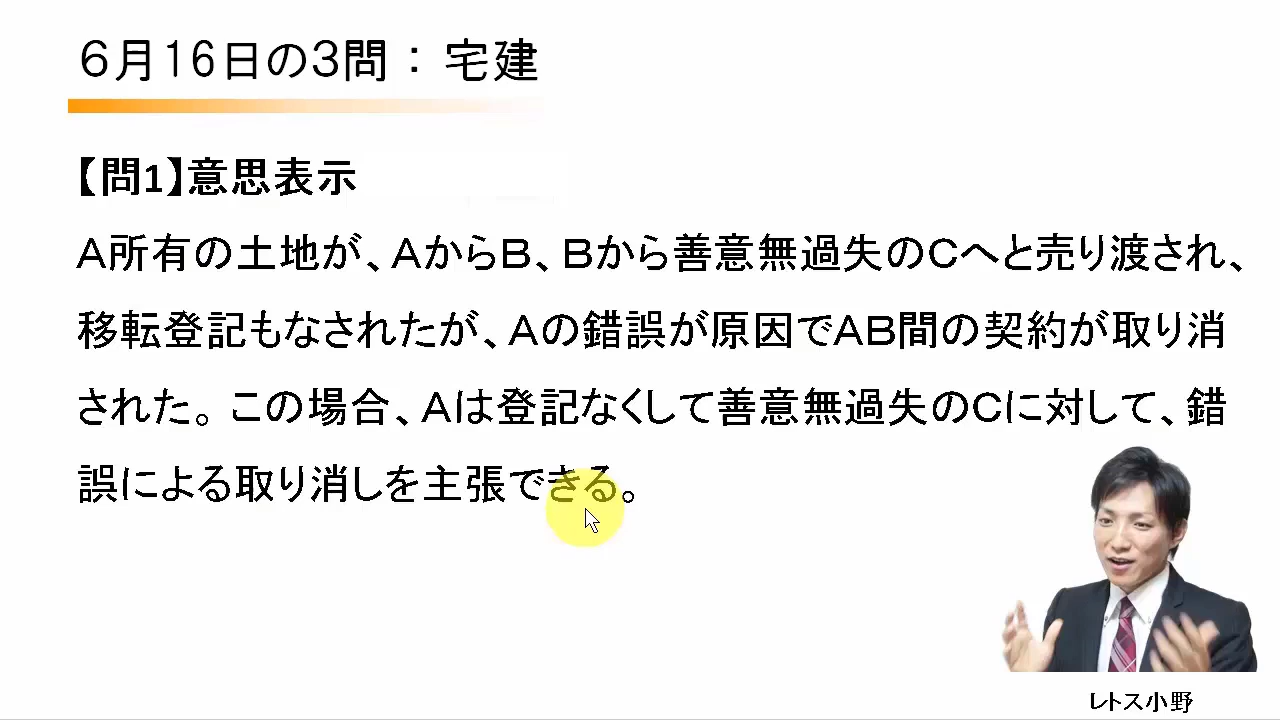 ６月16日の3問：宅建
【問1】意思表示
Ａ所有の土地が、ＡからＢ、Ｂから善意無過失のＣへと売り渡され、
移転登記もなされたが、Ａの錯誤が原因でＡＢ間の契約が取り消
された。この場合、Ａは登記なくして善意無過失のＣに対して、錯
誤による取り消しを主張できる。
レトス小野